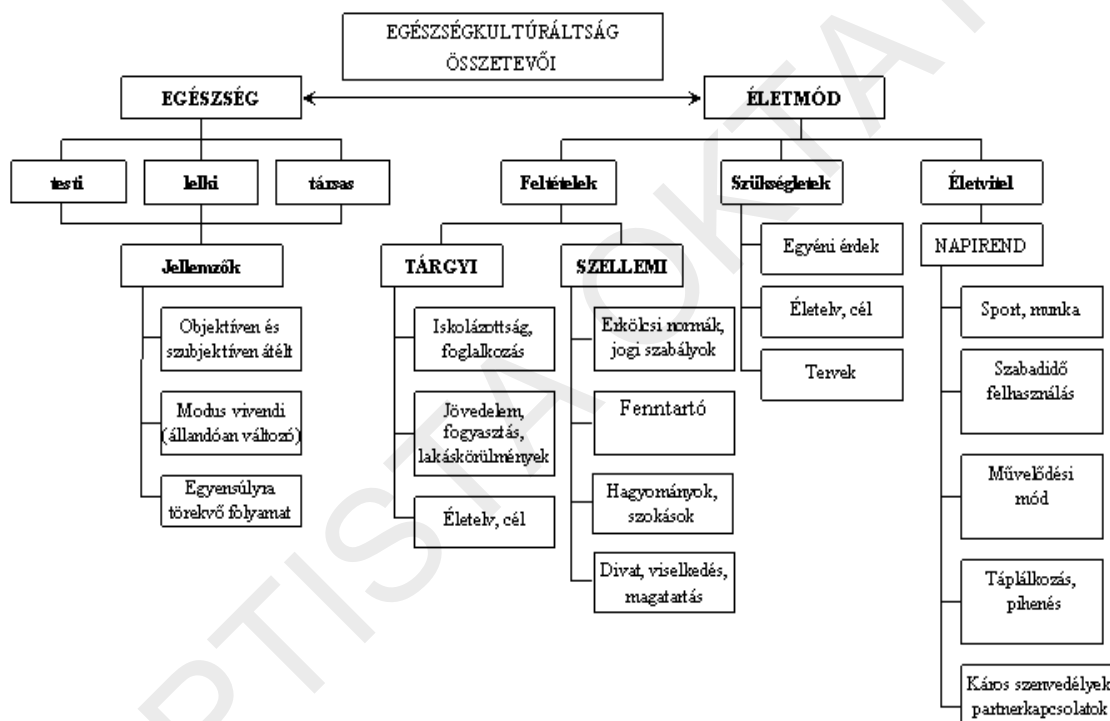 EGÉSZSÉGKULTÚRÁLTSÁG
ÖSSZETEVŐI
EGÉSZSÉG
ÉLETMÓD
testi
lelki
társas
Feltételek
Szükségletek
Életvitel
Jellemzők
TÁRGYI
SZELLEMI
Egyéni érdek
NAPIREND
Objektíven és
szubjektíven átélt
Iskolázottság,
foglalkozás
Erkölcsi normák,
jogi szabályok
Életelv, cél
Sport, munka
Tervek
Szabadidő
felhasználás
Modus vivendi
(állandóan változó)
Jövedelem,
fogyasztás,
lakáskörülmények
Fenntartó
Művelődési
mód
Egyensúlyra
törekvő folyamat
Életelv, cél
Hagyományok,
szokások
Divat, viselkedés,
magatartás
Táplálkozás,
pihenés
Káros szenvedélyek
partnerkapcsolatok
PTISTA OKTA